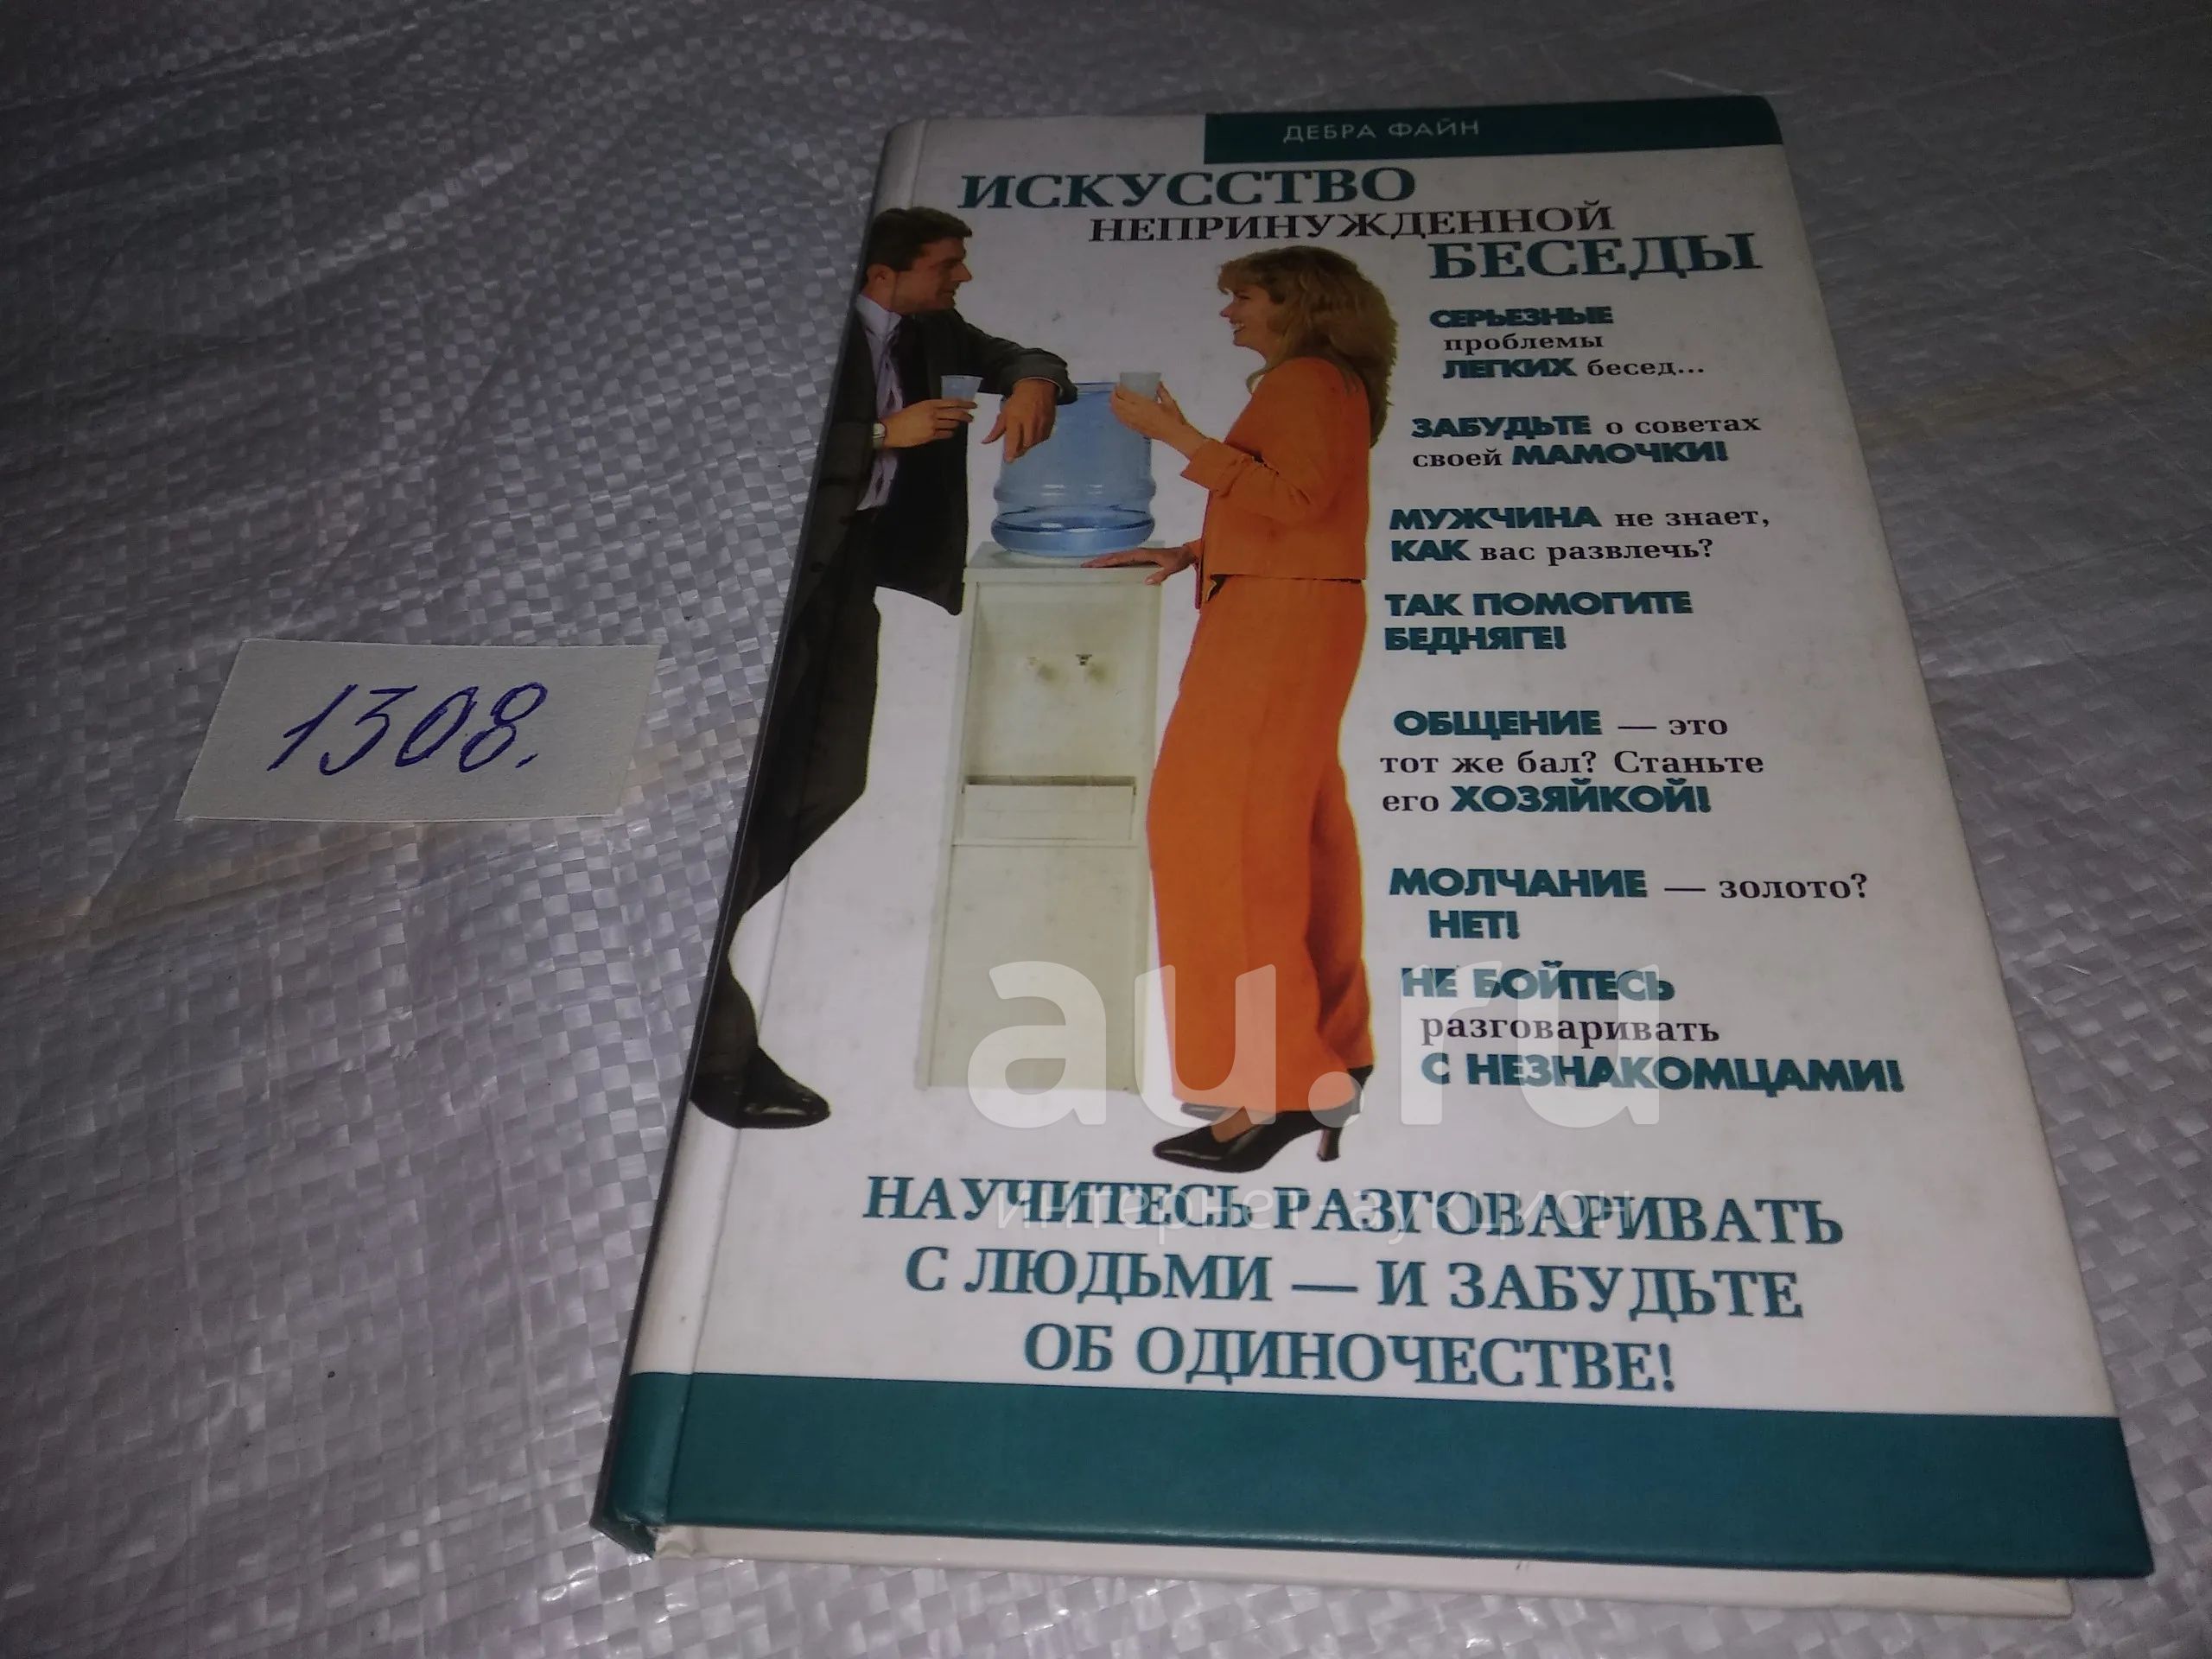 ДЕБРА ФАЙН
ИСКУССТВО
НЕПРИНУЖДЕННОЙ
БЕСЕДЫ
СЕРЬЕЗНЫЕ
проблемы
ЛЕГКИХ бесед...
ЗАБУДЬТЕ о советах
своей МАМОЧКИ!
МУЖЧИНА не знает,
КАК вас развлечь?
ТАК ПОМОГИТЕ
БЕДНЯГЕ!
ОБЩЕНИЕ — это
тот же бал? Станьте
его ХОЗЯЙКОЙ!
МОЛЧАНИЕ — золото?
НЕТ!
НЕ БОЙТЕСЬ
разговаривать
С НЕЗНАКОМЦАМИ!
НАУЧИТЕСЬ РАЗГОВАРИВАТЬ
С ЛЮДЬМИ — И ЗАБУДЬТЕ
ОБ ОДИНОЧЕСТВЕ!
1308.
au.ru
интернет-аукцион